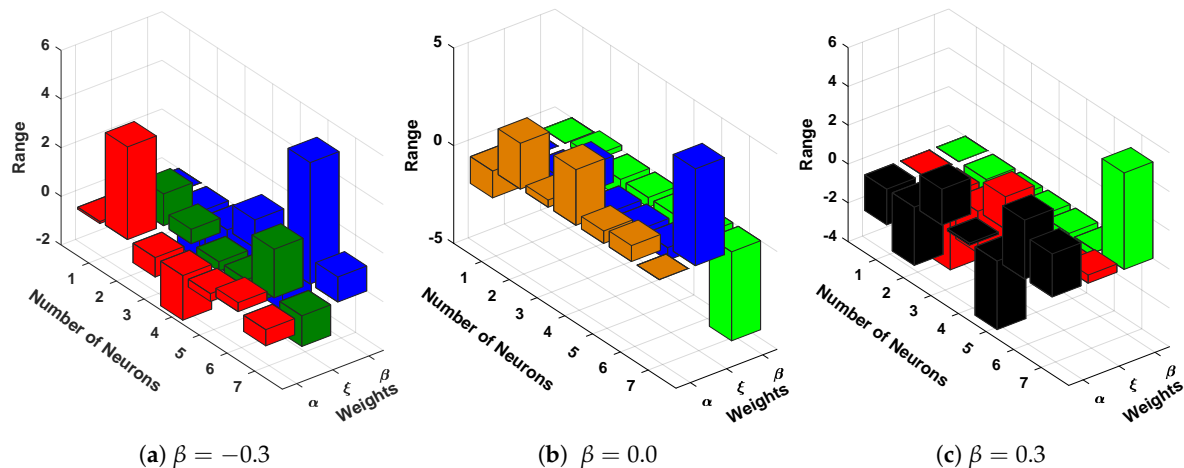 6
4
2
0
-2
Range
1
2
3
4
5
6
7
Number of Neurons
α
ξ
β
Weights
(a) β = −0.3
5
0
-5
Range
1
2
3
4
5
6
7
Number of Neurons
α
ξ
β
Weights
(b) β = 0.0
6
4
2
0
-2
-4
Range
1
2
3
4
5
6
7
Number of Neurons
α
ξ
β
Weights
(c) β = 0.3